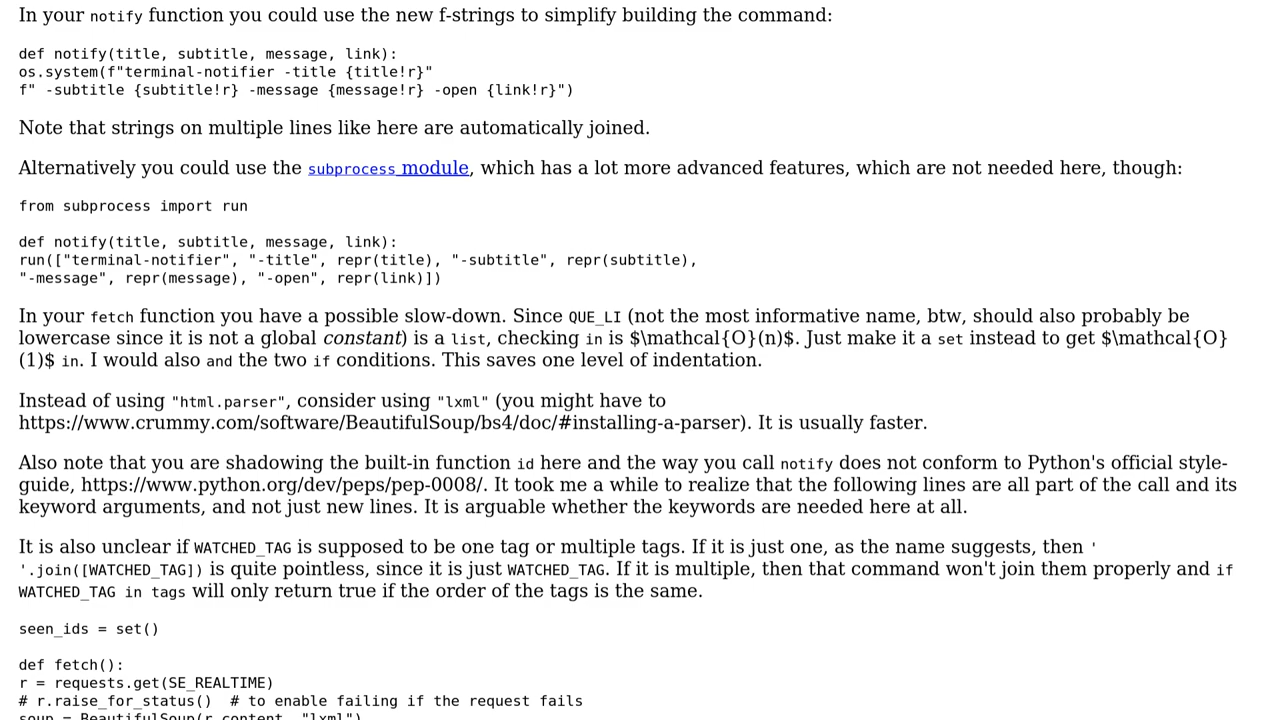 In your notify function you could use the new f-strings to simplify building the command:
def notify(title, subtitle, message, link):
os.system(f"terminal-notifier -title {title!r}"
f" -subtitle {subtitle!r} -message {message!r} -open {link!r}")
Note that strings on multiple lines like here are automatically joined.
Alternatively you could use the subprocess module, which has a lot more advanced features, which are not needed here, though:
from subprocess import run
def notify(title, subtitle, message, link):
run(["terminal-notifier", "-title", repr(title), "-subtitle", repr(subtitle),
"-message", repr(message), "-open", repr(link)])
In your fetch function you have a possible slow-down. Since QUE_LI (not the most informative name, btw, should also probably be
lowercase since it is not a global constant) is a list, checking in is $\mathcal{O}(n)$. Just make it a set instead to get $\mathcal{O}
(1)$ in. I would also and the two if conditions. This saves one level of indentation.
Instead of using "html.parser", consider using "lxml" (you might have to
https://www.crummy.com/software/BeautifulSoup/bs4/doc/#installing-a-parser). It is usually faster.
Also note that you are shadowing the built-in function id here and the way you call notify does not conform to Python's official style-
guide, https://www.python.org/dev/peps/pep-0008/. It took me a while to realize that the following lines are all part of the call and its
keyword arguments, and not just new lines. It is arguable whether the keywords are needed here at all.
It is also unclear if WATCHED_TAG is supposed to be one tag or multiple tags. If it is just one, as the name suggests, then '
'.join([WATCHED_TAG]) is quite pointless, since it is just WATCHED_TAG. If it is multiple, then that command won't join them properly and if
WATCHED_TAG in tags will only return true if the order of the tags is the same.
seen_ids = set()
def fetch():
r = requests.get(SE_REALTIME)
# r.raise_for_status()  # to enable failing if the request fails
soup = BeautifulSoup(r.content, "lxml")